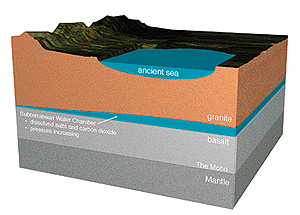 ancient sea
granite
Subterranean Water Chamber
• dissolved salts and carbon dioxide
• pressure increasing
basalt
The Moho
Mantle